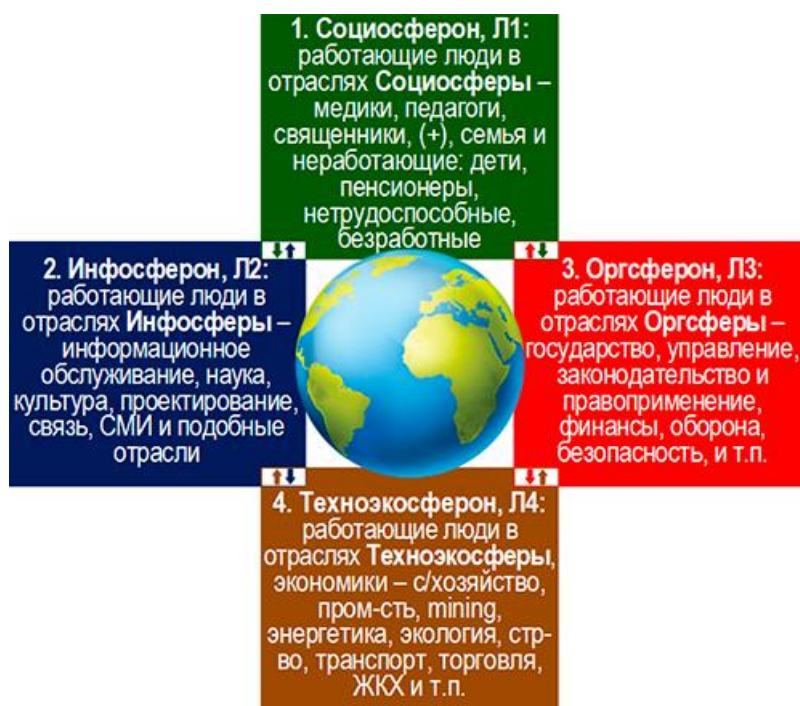 1. Социосферон, Л1:
работающие люди в
отраслях Социосферы –
медики, педагоги,
священники, (+), семья и
неработающие: дети,
пенсионеры,
нетрудоспособные,
безработные
2. Инфосферон, Л2:
работающие люди в
отраслях Инфосферы –
информационное
обслуживание, наука,
культура, проектирование,
связь, СМИ и подобные
отрасли
3. Оргсферон, Л3:
работающие люди в
отраслях Оргсферы –
государство, управление,
законодательство и
правоприменение,
финансы, оборона,
безопасность, и т.п.
4. Техноэкосферон, Л4:
работающие люди в
отраслях Техноэкосферы,
экономики – с/хозяйство,
пром-сть, mining,
энергетика, экология, стр-
во, транспорт, торговля,
ЖКХ и т.п.